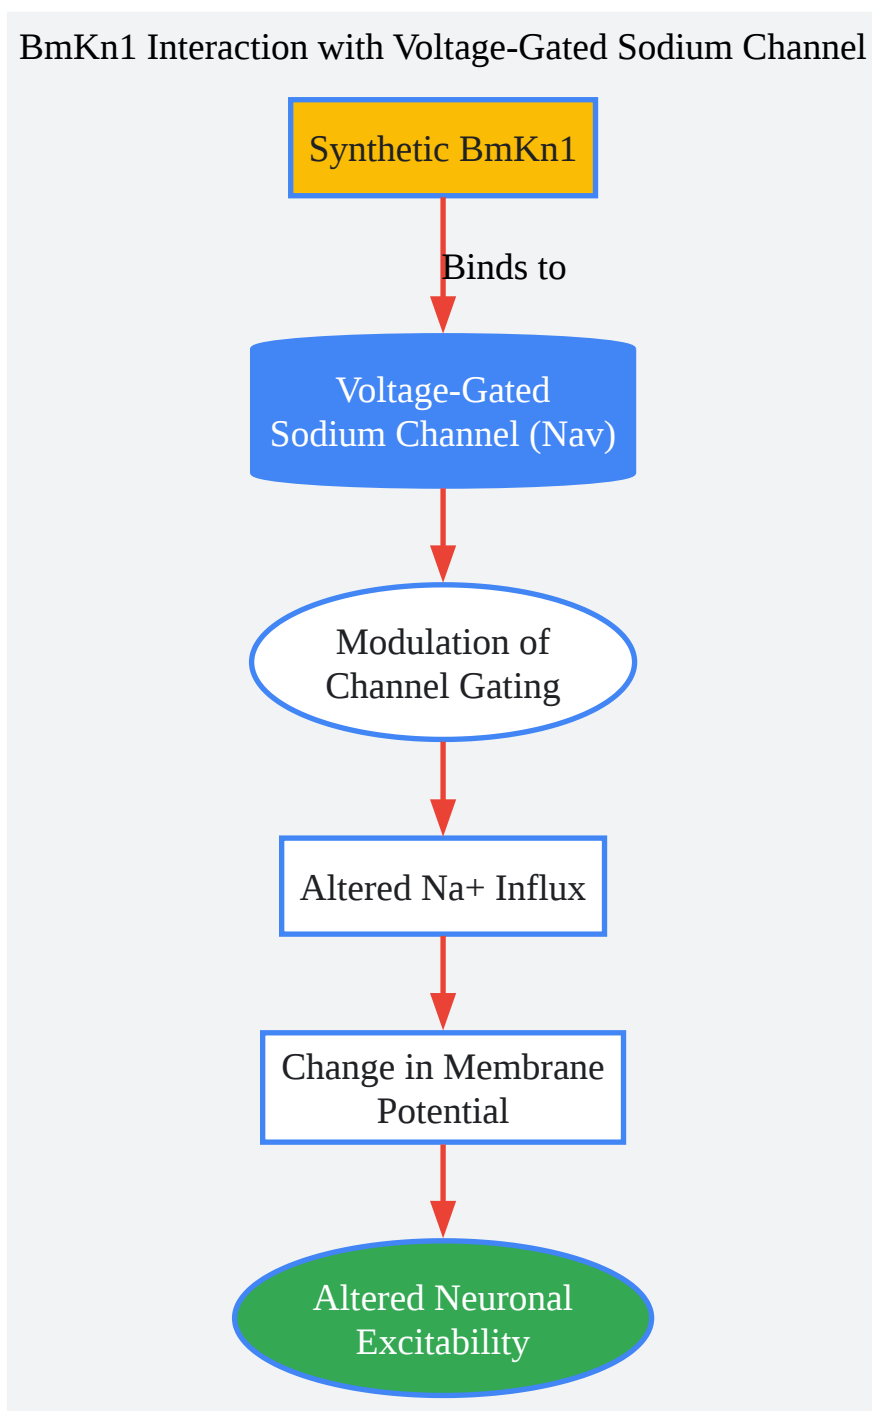 BmKn1 Interaction with Voltage-Gated Sodium Channel
Synthetic BmKn1
Binds to
Voltage-Gated
Sodium Channel (Nav)
Modulation of
Channel Gating
Altered Na+ Influx
Change in Membrane
Potential
Altered Neuronal
Excitability